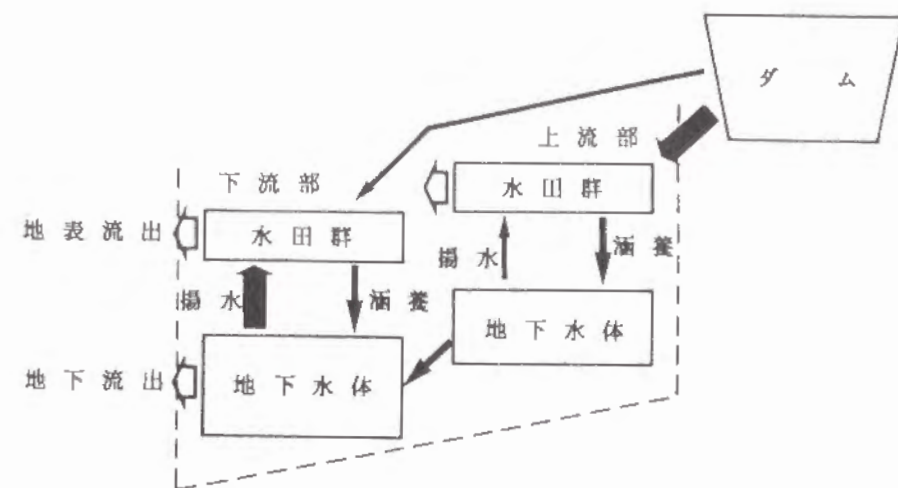 ダム
上流部
水田群
下流部
地表流出
水田群
揚水
涵養
揚水
涵養
地下水体
地下流出
地下水体